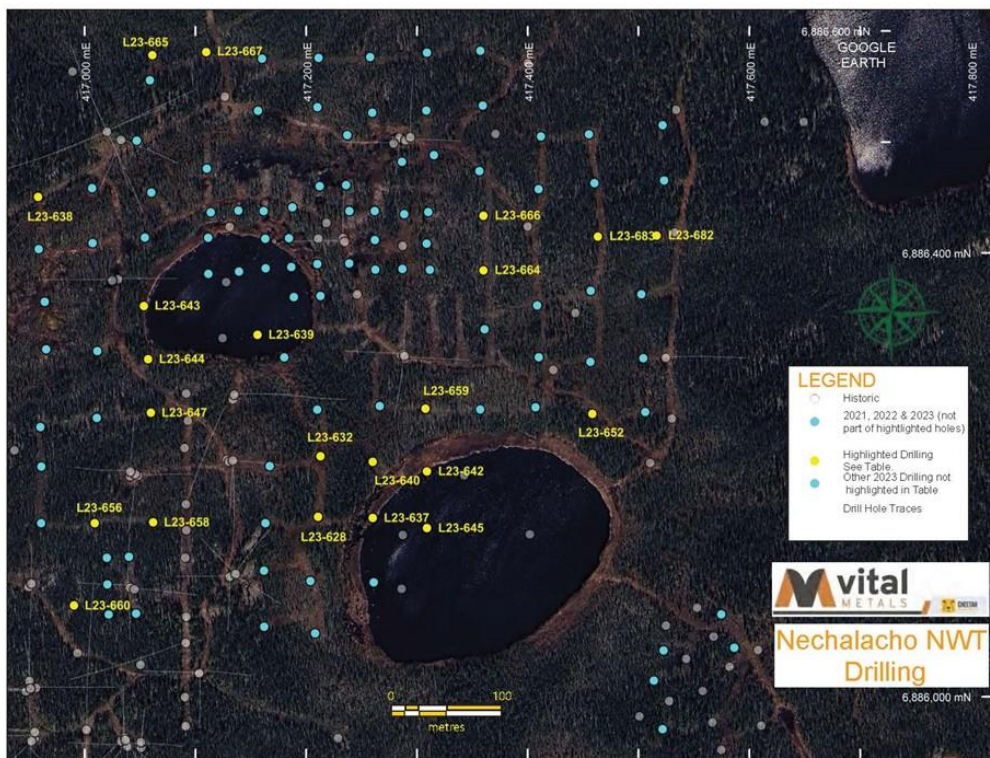 417,000 mE
417,200 mE
417,400 mE
417,600 mE
417,800 mE
6,886,600 mN
GOOGLE
EARTH
L23-665
L23-667
L23-638
L23-666
L23-683
L23-682
6,886,400 mN
L23-664
L23-643
L23-639
L23-644
L23-659
L23-647
L23-652
L23-632
L23-640
L23-642
L23-656
L23-658
L23-637
L23-628
L23-645
L23-660
LEGEND
Historic
2021, 2022 & 2023 (not
part of hightlighted holes)
Highlighted Drilling
See Table.
Other 2023 Drilling not
highlighted in Table
Drill Hole Traces
vital
METALS
CHEETAH
Nechalacho NWT
Drilling
6,886,000 mN
0 100
metres